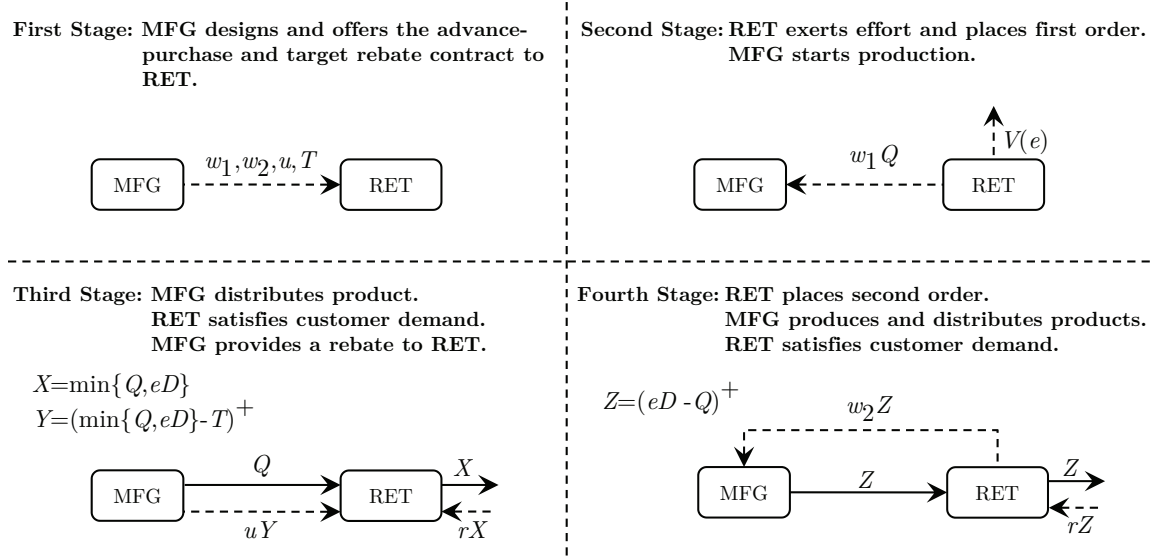 First Stage: MFG designs and offers the advance-
purchase and target rebate contract to
RET.
w₁,w₂,u,T
MFG
RET
Second Stage: RET exerts effort and places first order.
MFG starts production.
V(e)
w₁Q
MFG
RET
Third Stage: MFG distributes product.
RET satisfies customer demand.
MFG provides a rebate to RET.
X=min{Q,eD}
Y=(min{Q,eD}-T)⁺
Q
X
MFG
RET
uY
rX
Fourth Stage: RET places second order.
MFG produces and distributes products.
RET satisfies customer demand.
Z=(eD -Q)⁺
w₂Z
MFG
Z
RET
Z
rZ